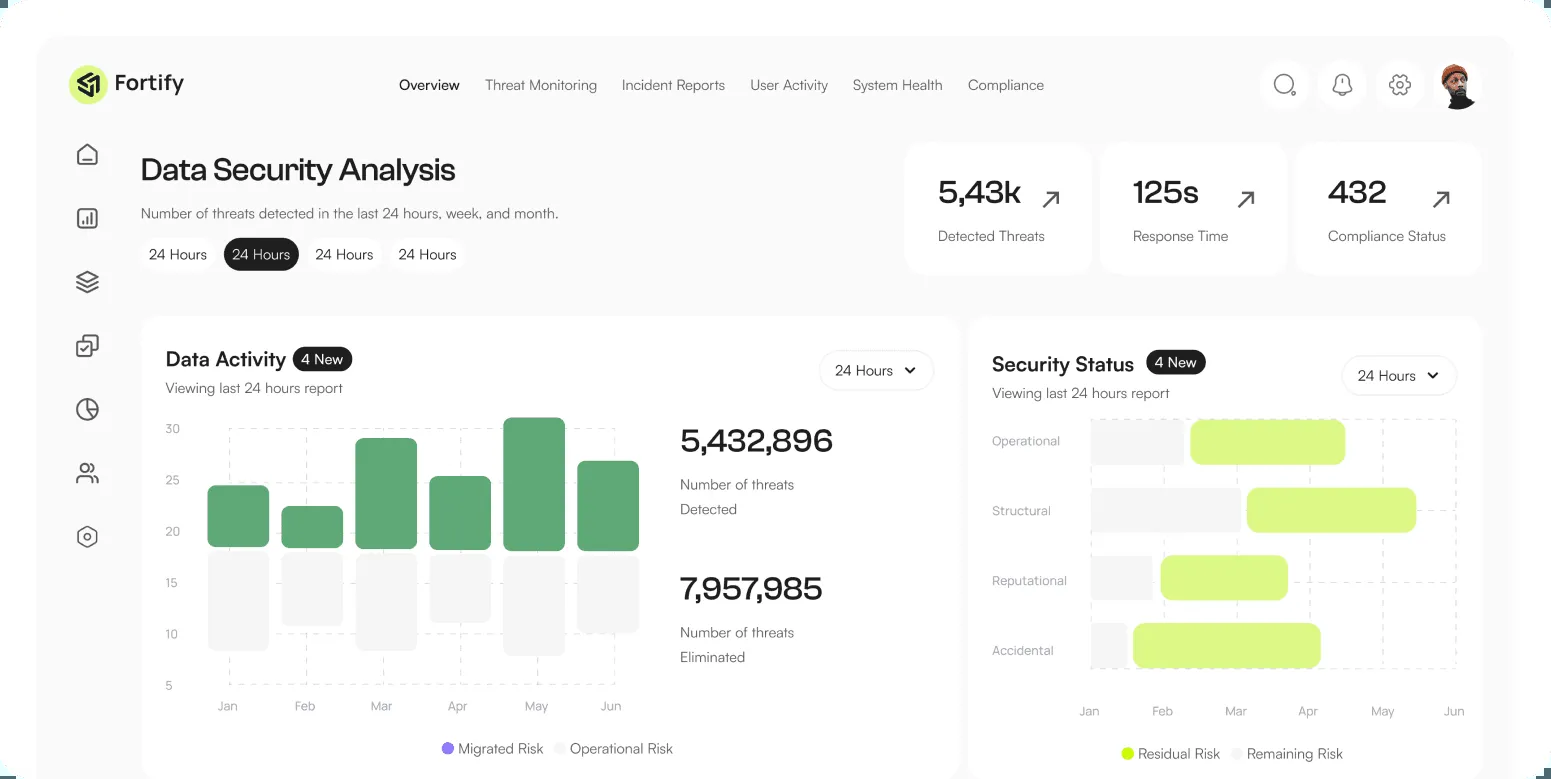 Fortify
Overview Threat Monitoring Incident Reports User Activity System Health Compliance
Data Security Analysis
Number of threats detected in the last 24 hours, week, and month.
24 Hours 24 Hours 24 Hours 24 Hours
5,43k
Detected Threats
125s
Response Time
432
Compliance Status
Data Activity 4 New
Viewing last 24 hours report
24 Hours
30
25
20
15
10
5
Jan Feb Mar Apr May Jun
Migrated Risk Operational Risk
5,432,896
Number of threats
Detected
7,957,985
Number of threats
Eliminated
Security Status 4 New
Viewing last 24 hours report
24 Hours
Operational
Structural
Reputational
Accidental
Jan Feb Mar Apr May Jun
Residual Risk Remaining Risk